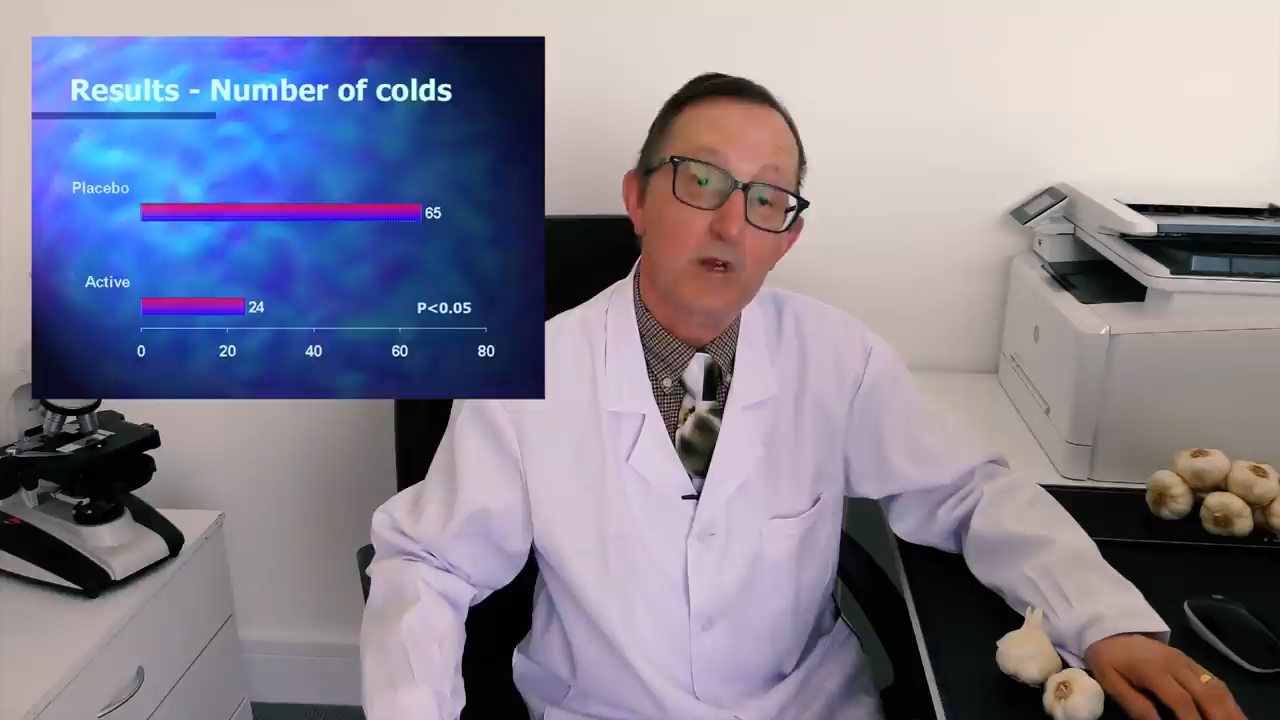 Results - Number of colds
Placebo
65
Active
24
P<0.05
0 20 40 60 80